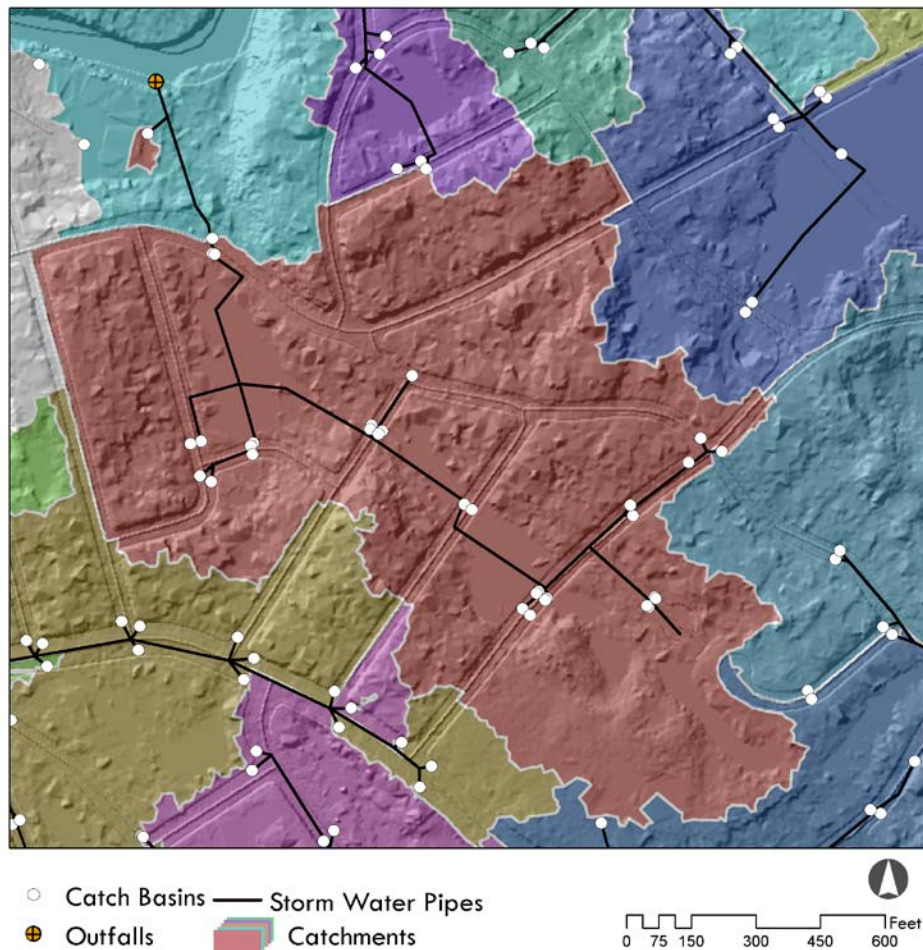 Catch Basins
Storm Water Pipes
Outfalls
Catchments
Feet
0 75 150 300 450 600